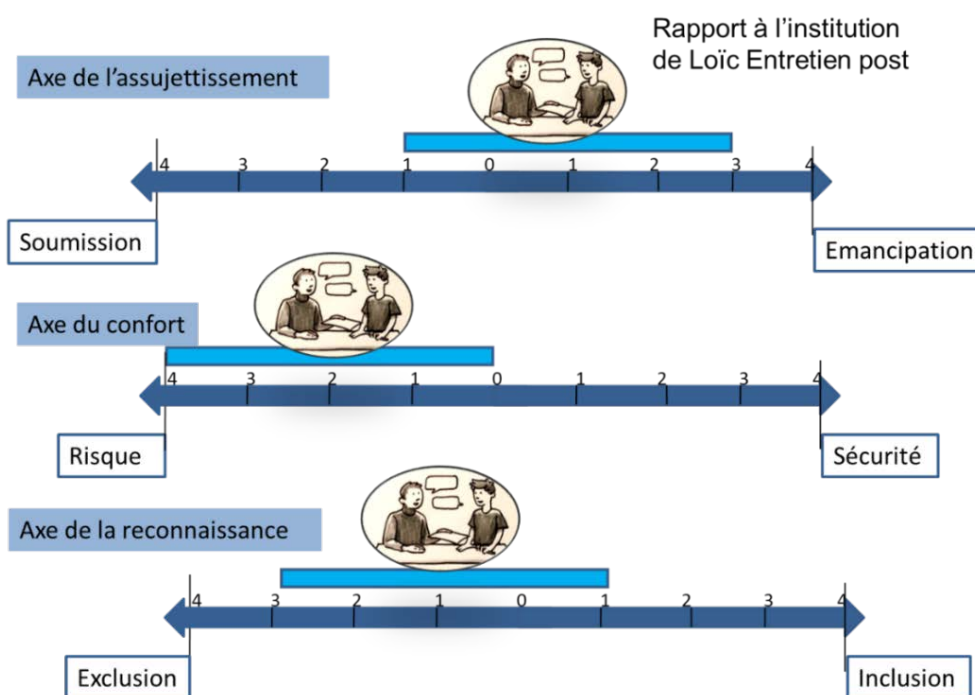 Rapport à l’institution
de Loïc Entretien post
Axe de l’assujettissement
4 3 2 1 0 1 2 3 4
Soumission
Emancipation
Axe du confort
4 3 2 1 0 1 2 3 4
Risque
Sécurité
Axe de la reconnaissance
4 3 2 1 0 1 2 3 4
Exclusion
Inclusion